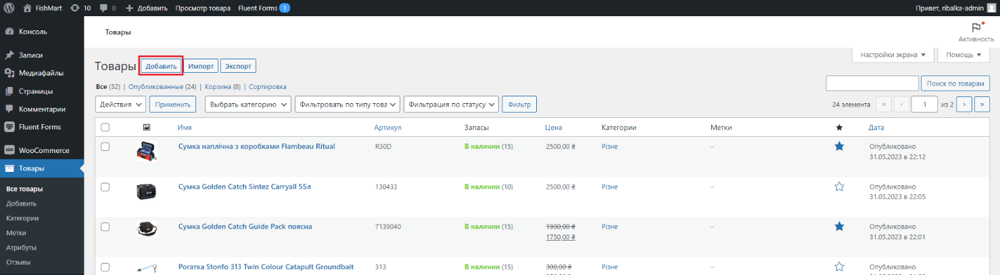 FishMart 10 0 Добавить Просмотр товара Fluent Forms 1 Привет, ribalka-admin
Консоль
Записи
Медиафайлы
Страницы
Комментарии
Fluent Forms
WooCommerce
Товары
Все товары
Добавить
Категории
Метки
Атрибуты
Отзывы
Товары
Активность
Настройки экрана Помощь
Товары Добавить Импорт Экспорт
Все (32) | Опубликованные (24) | Корзина (8) | Сортировка
Поиск по товарам
Действия Применить Выбрать категорию Фильтровать по типу това Фильтрация по статусу Фильтр 24 элемента « ‹ 1 из 2 › »
Имя Артикул Запасы Цена Категории Метки Дата
Сумка наплічна з коробками Flambeau Ritual R30D В наличии (15) 2500,00 ₴ Різне – Опубликовано
31.05.2023 в 22:12
Сумка Golden Catch Sintez Carryall 55л 130433 В наличии (10) 2500,00 ₴ Різне – Опубликовано
31.05.2023 в 22:05
Сумка Golden Catch Guide Pack поясна 7139040 В наличии (15) 1900,00 ₴ Різне – Опубликовано
1750,00 ₴ 31.05.2023 в 22:01
Рогатка Stonfo 313 Twin Colour Catapult Groundbait 313 В наличии (15) 300,00 ₴ Різне – Опубликовано